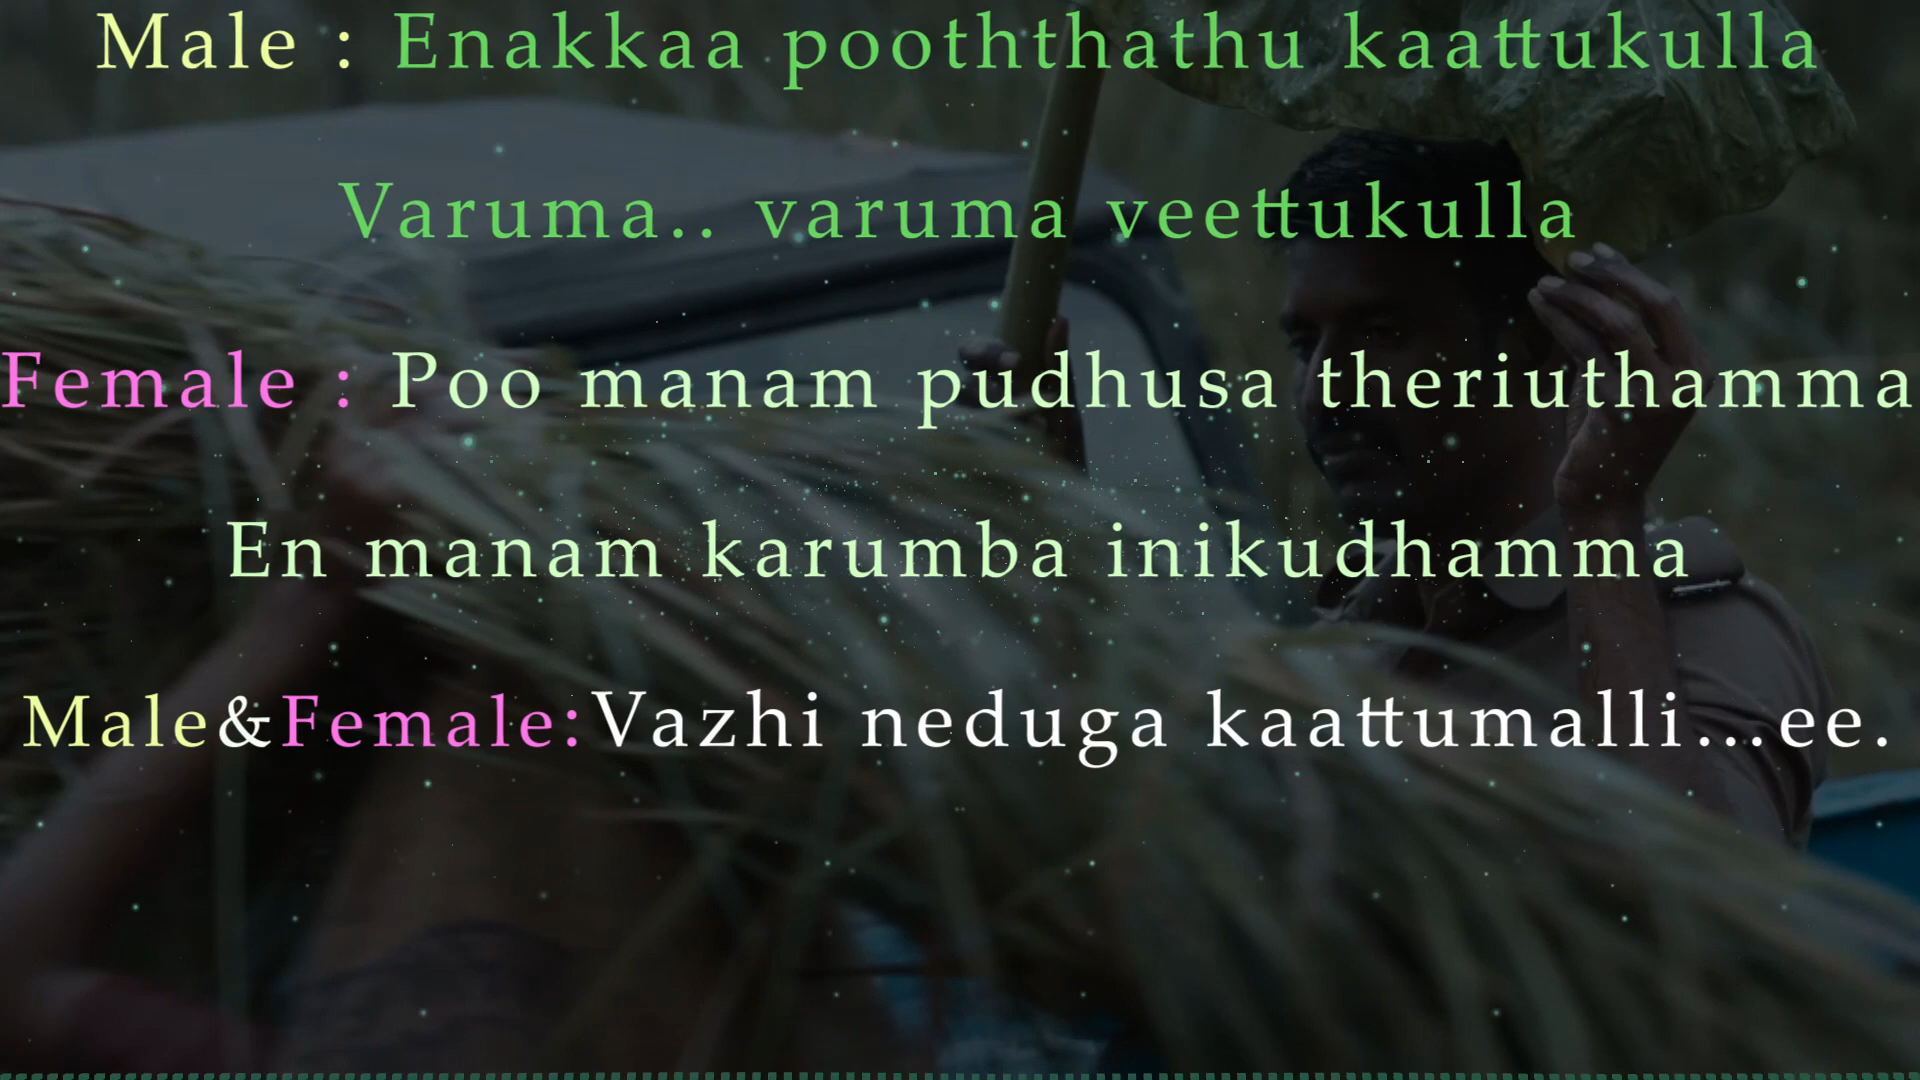 Male : Enakkaa pooththathu kaattukulla
Varuma.. varuma veettukulla
Female : Poo manam pudhusa theriuthamma
En manam karumba inikudhamma
Male&Female:Vazhi neduga kaattumalli...ee.